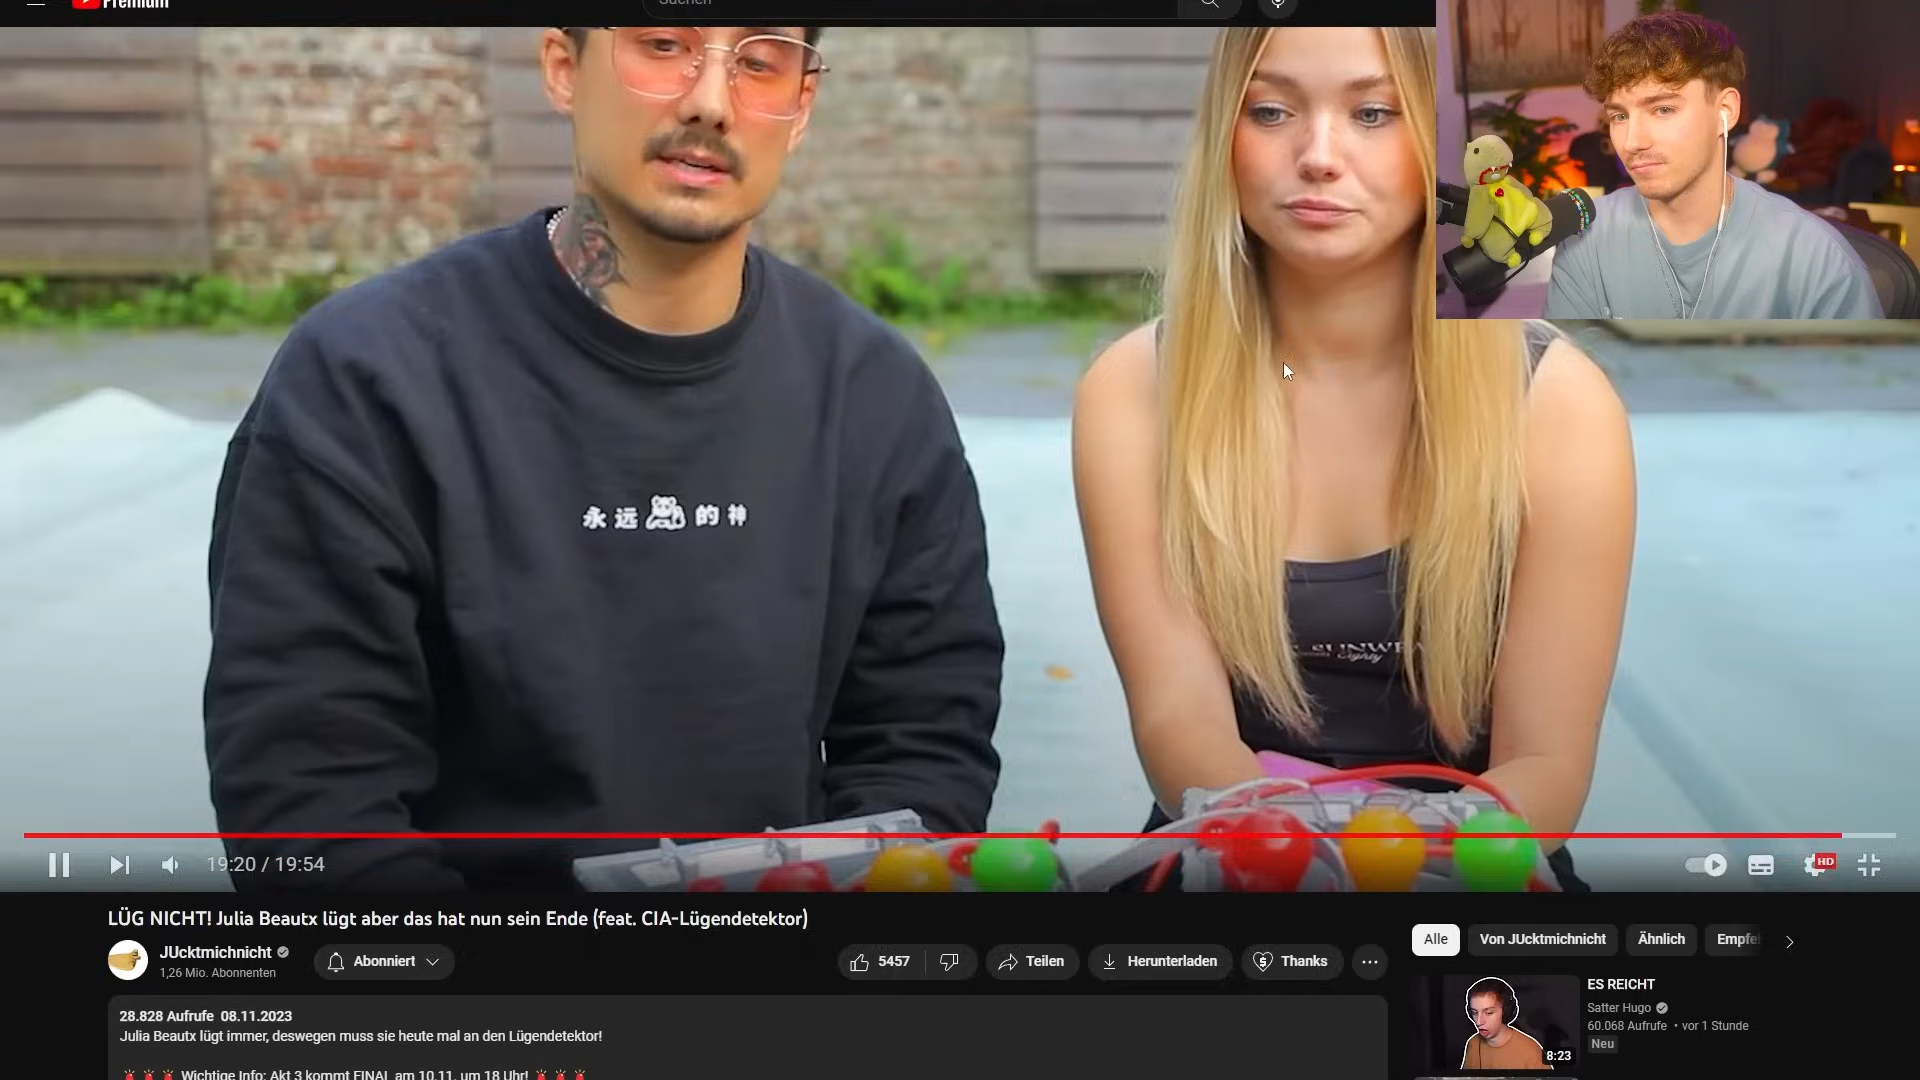 Premium
Suchen
永远的神
SUNWE
Eighty
19:20 / 19:54
HD
LÜG NICHT! Julia Beautx lügt aber das hat nun sein Ende (feat. CIA-Lügendetektor)
JUcktmichnicht
1,26 Mio. Abonnenten
Abonniert
5457
Teilen
Herunterladen
Thanks
28.828 Aufrufe 08.11.2023
Julia Beautx lügt immer, deswegen muss sie heute mal an den Lügendetektor!
Wichtige Info: Akt 3 kommt FINAL am 10.11. um 18 Uhr!
Alle
Von JUcktmichnicht
Ähnlich
Empfe
ES REICHT
Satter Hugo
60.068 Aufrufe • vor 1 Stunde
Neu
8:23